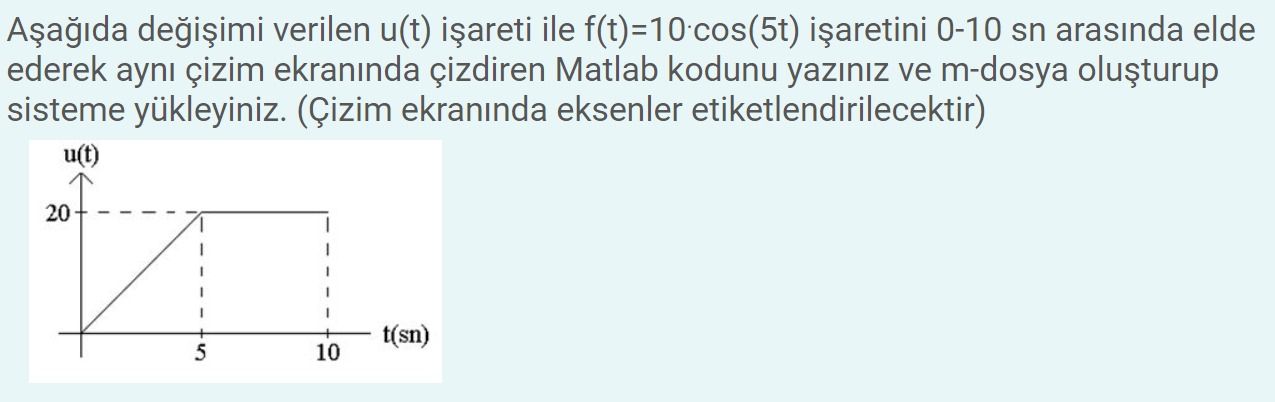 Aşağıda değişimi verilen u(t) işareti ile f(t)=10·cos(5t) işaretini 0-10 sn arasında elde
ederek aynı çizim ekranında çizdiren Matlab kodunu yazınız ve m-dosya oluşturup
sisteme yükleyiniz. (Çizim ekranında eksenler etiketlendirilecektir)
u(t)
20
t(sn)
5 10